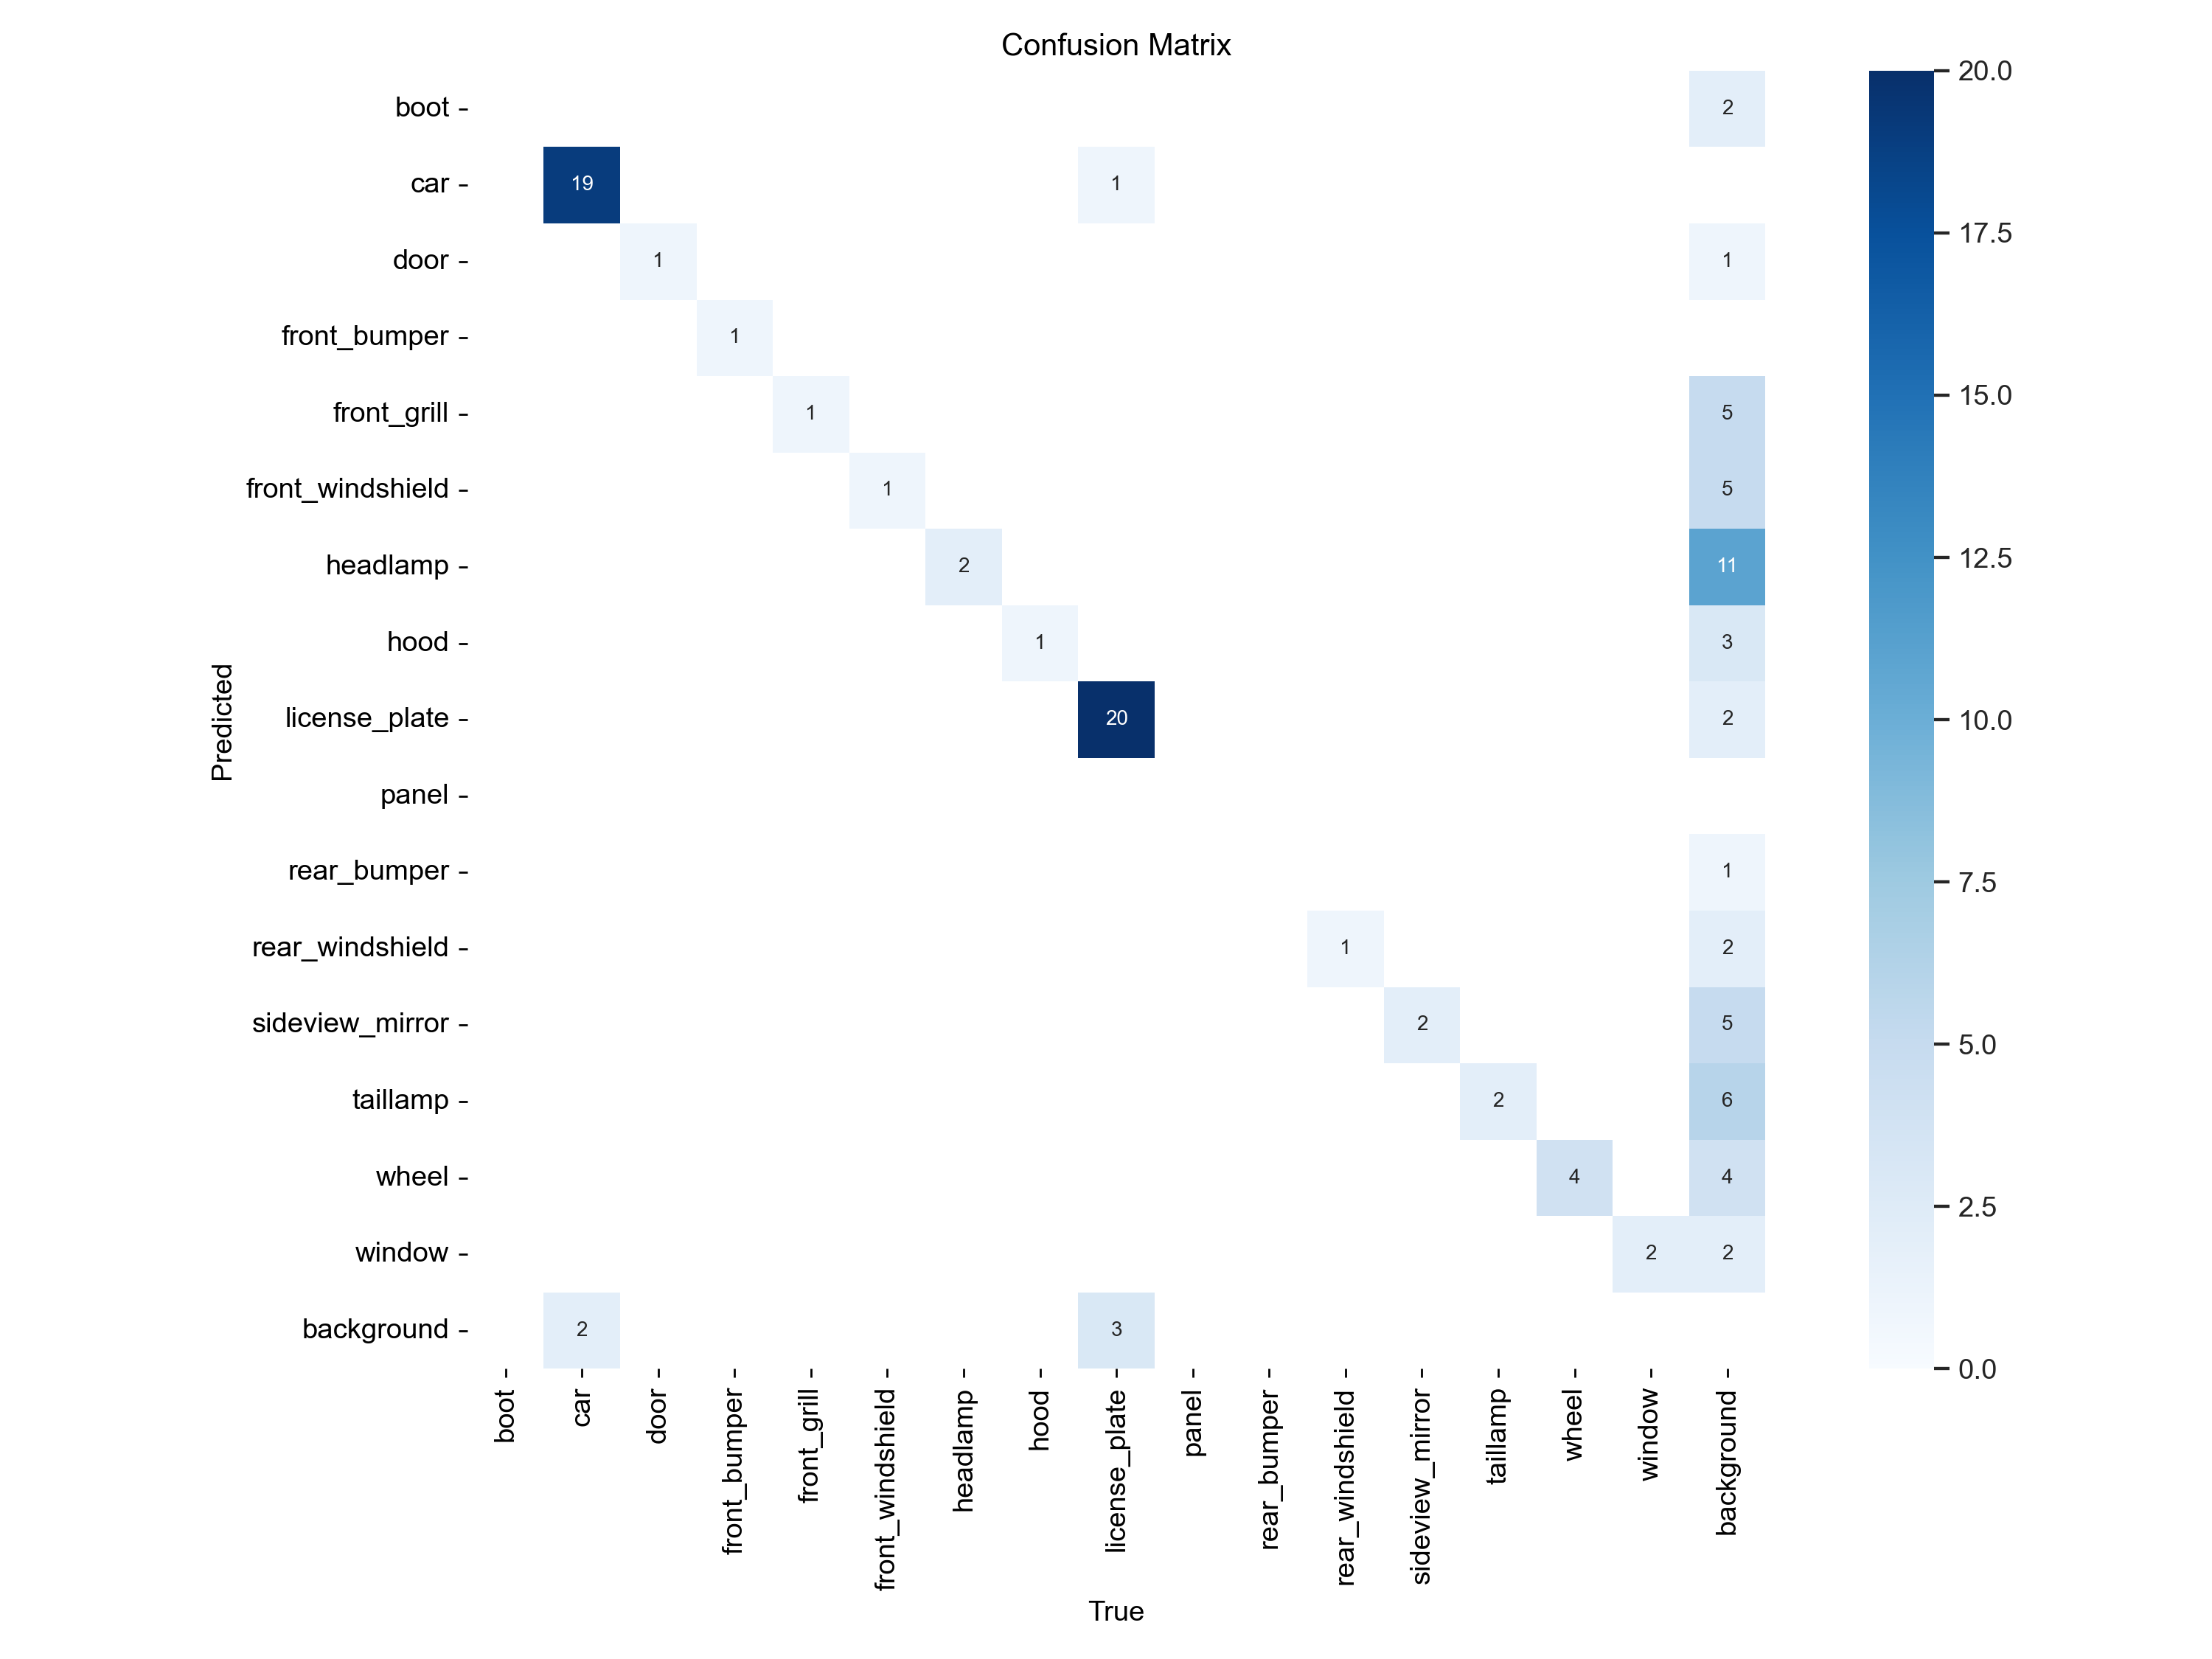 Confusion Matrix
boot
2
20.0
car
19
1
17.5
door
1
1
front_bumper
1
15.0
front_grill
1
5
front_windshield
1
5
12.5
headlamp
2
11
hood
1
3
license_plate
20
2
10.0
Predicted
panel
rear_bumper
1
7.5
rear_windshield
1
2
sideview_mirror
2
5
5.0
taillamp
2
6
wheel
4
4
2.5
window
2
2
background
2
3
0.0
boot
car
door
front_bumper
front_grill
front_windshield
headlamp
hood
license_plate
panel
rear_bumper
rear_windshield
sideview_mirror
taillamp
wheel
window
background
True